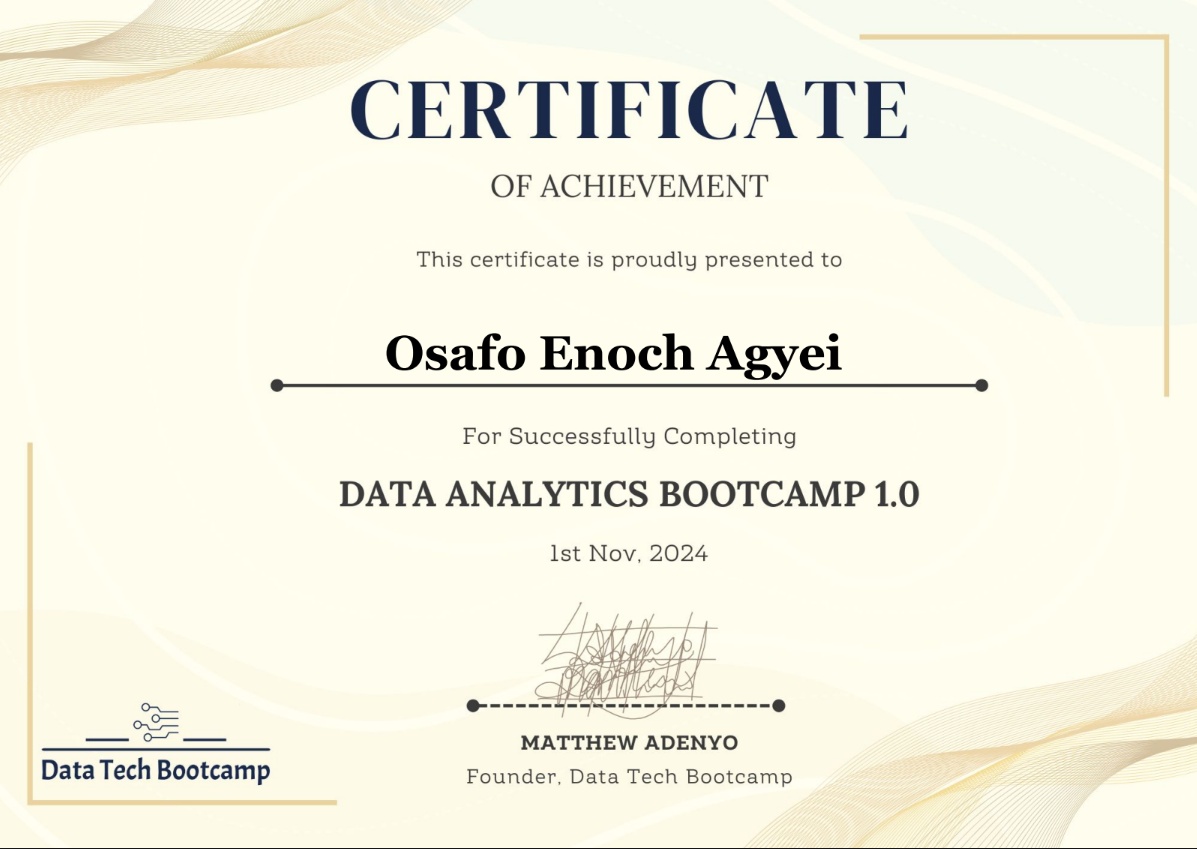 CERTIFICATE
OF ACHIEVEMENT
This certificate is proudly presented to
Osafo Enoch Agyei
For Successfully Completing
DATA ANALYTICS BOOTCAMP 1.0
1st Nov, 2024
MATTHEW ADENYO
Founder, Data Tech Bootcamp
Data Tech Bootcamp